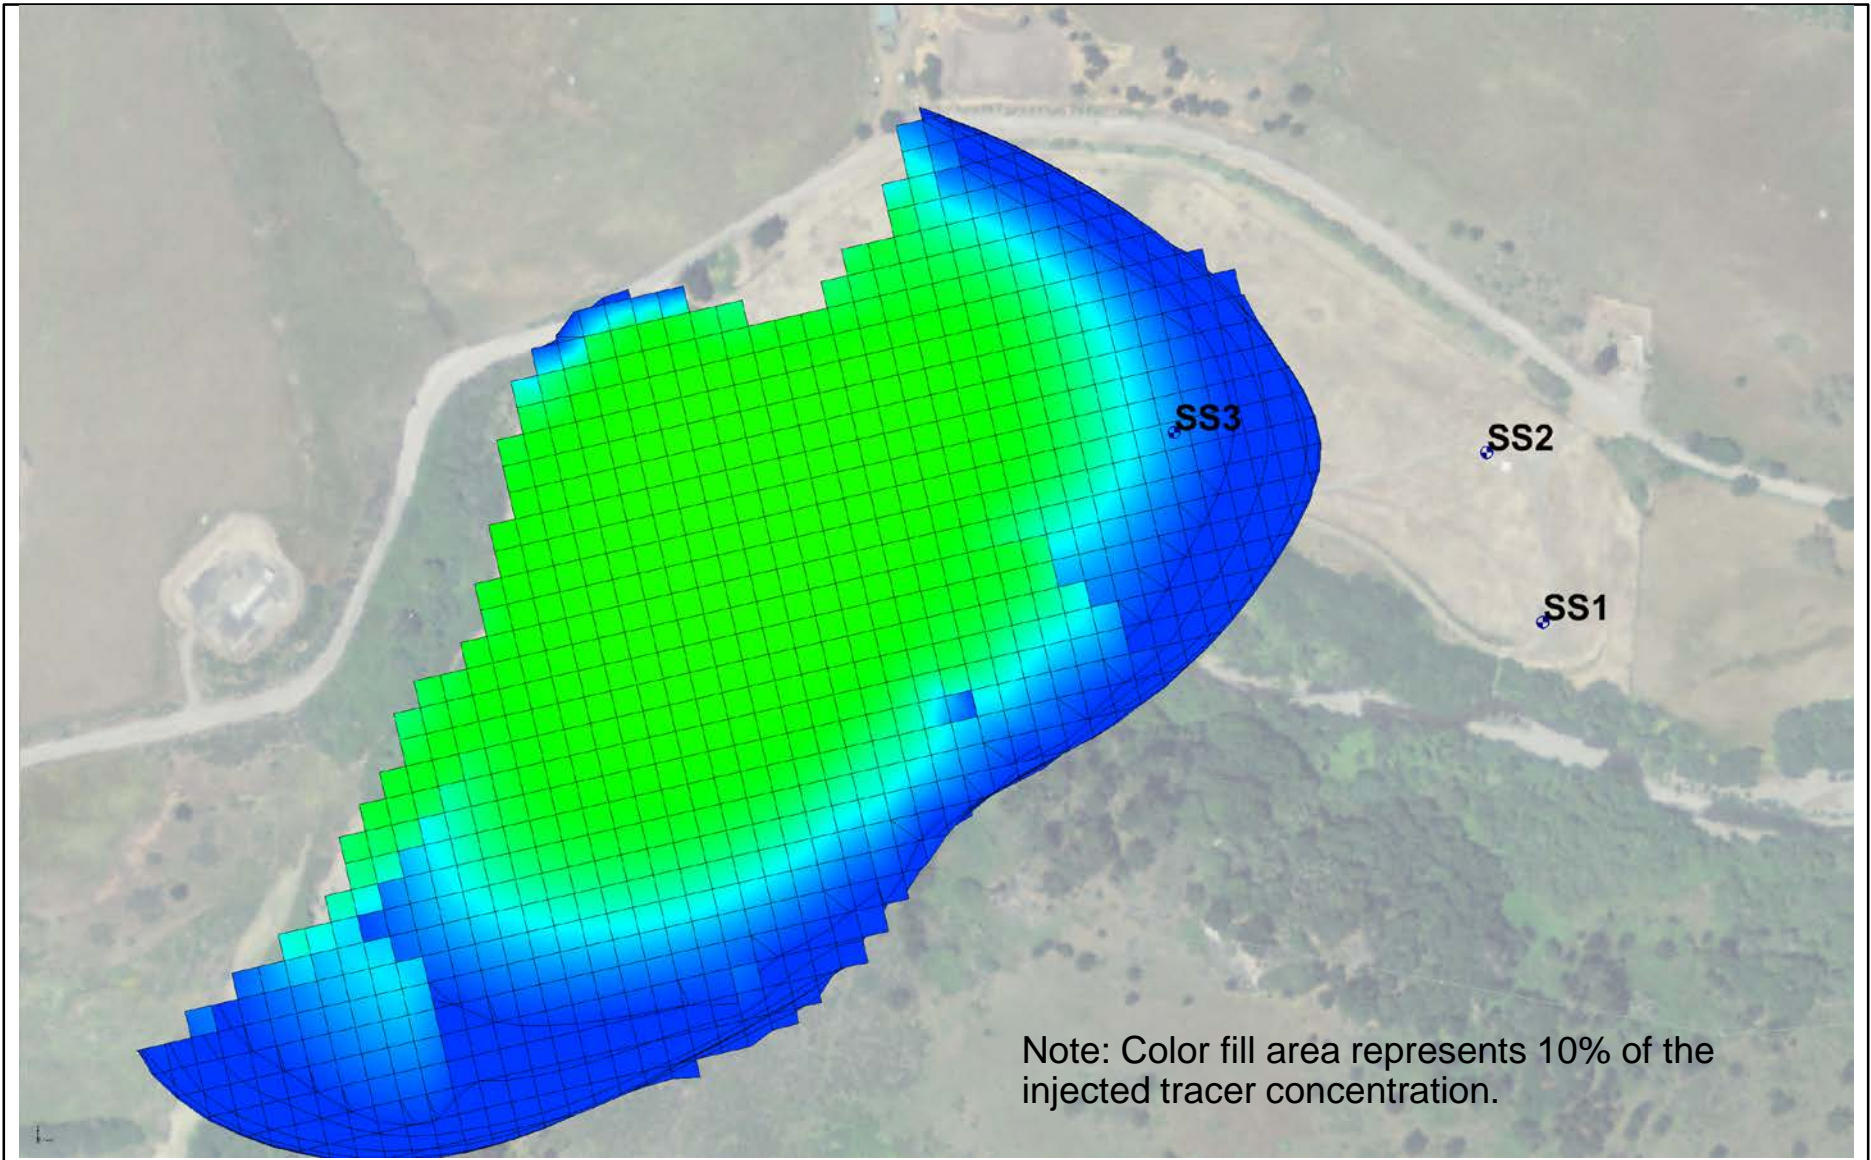 SS3
SS2
SS1
Note: Color fill area represents 10% of the
injected tracer concentration.